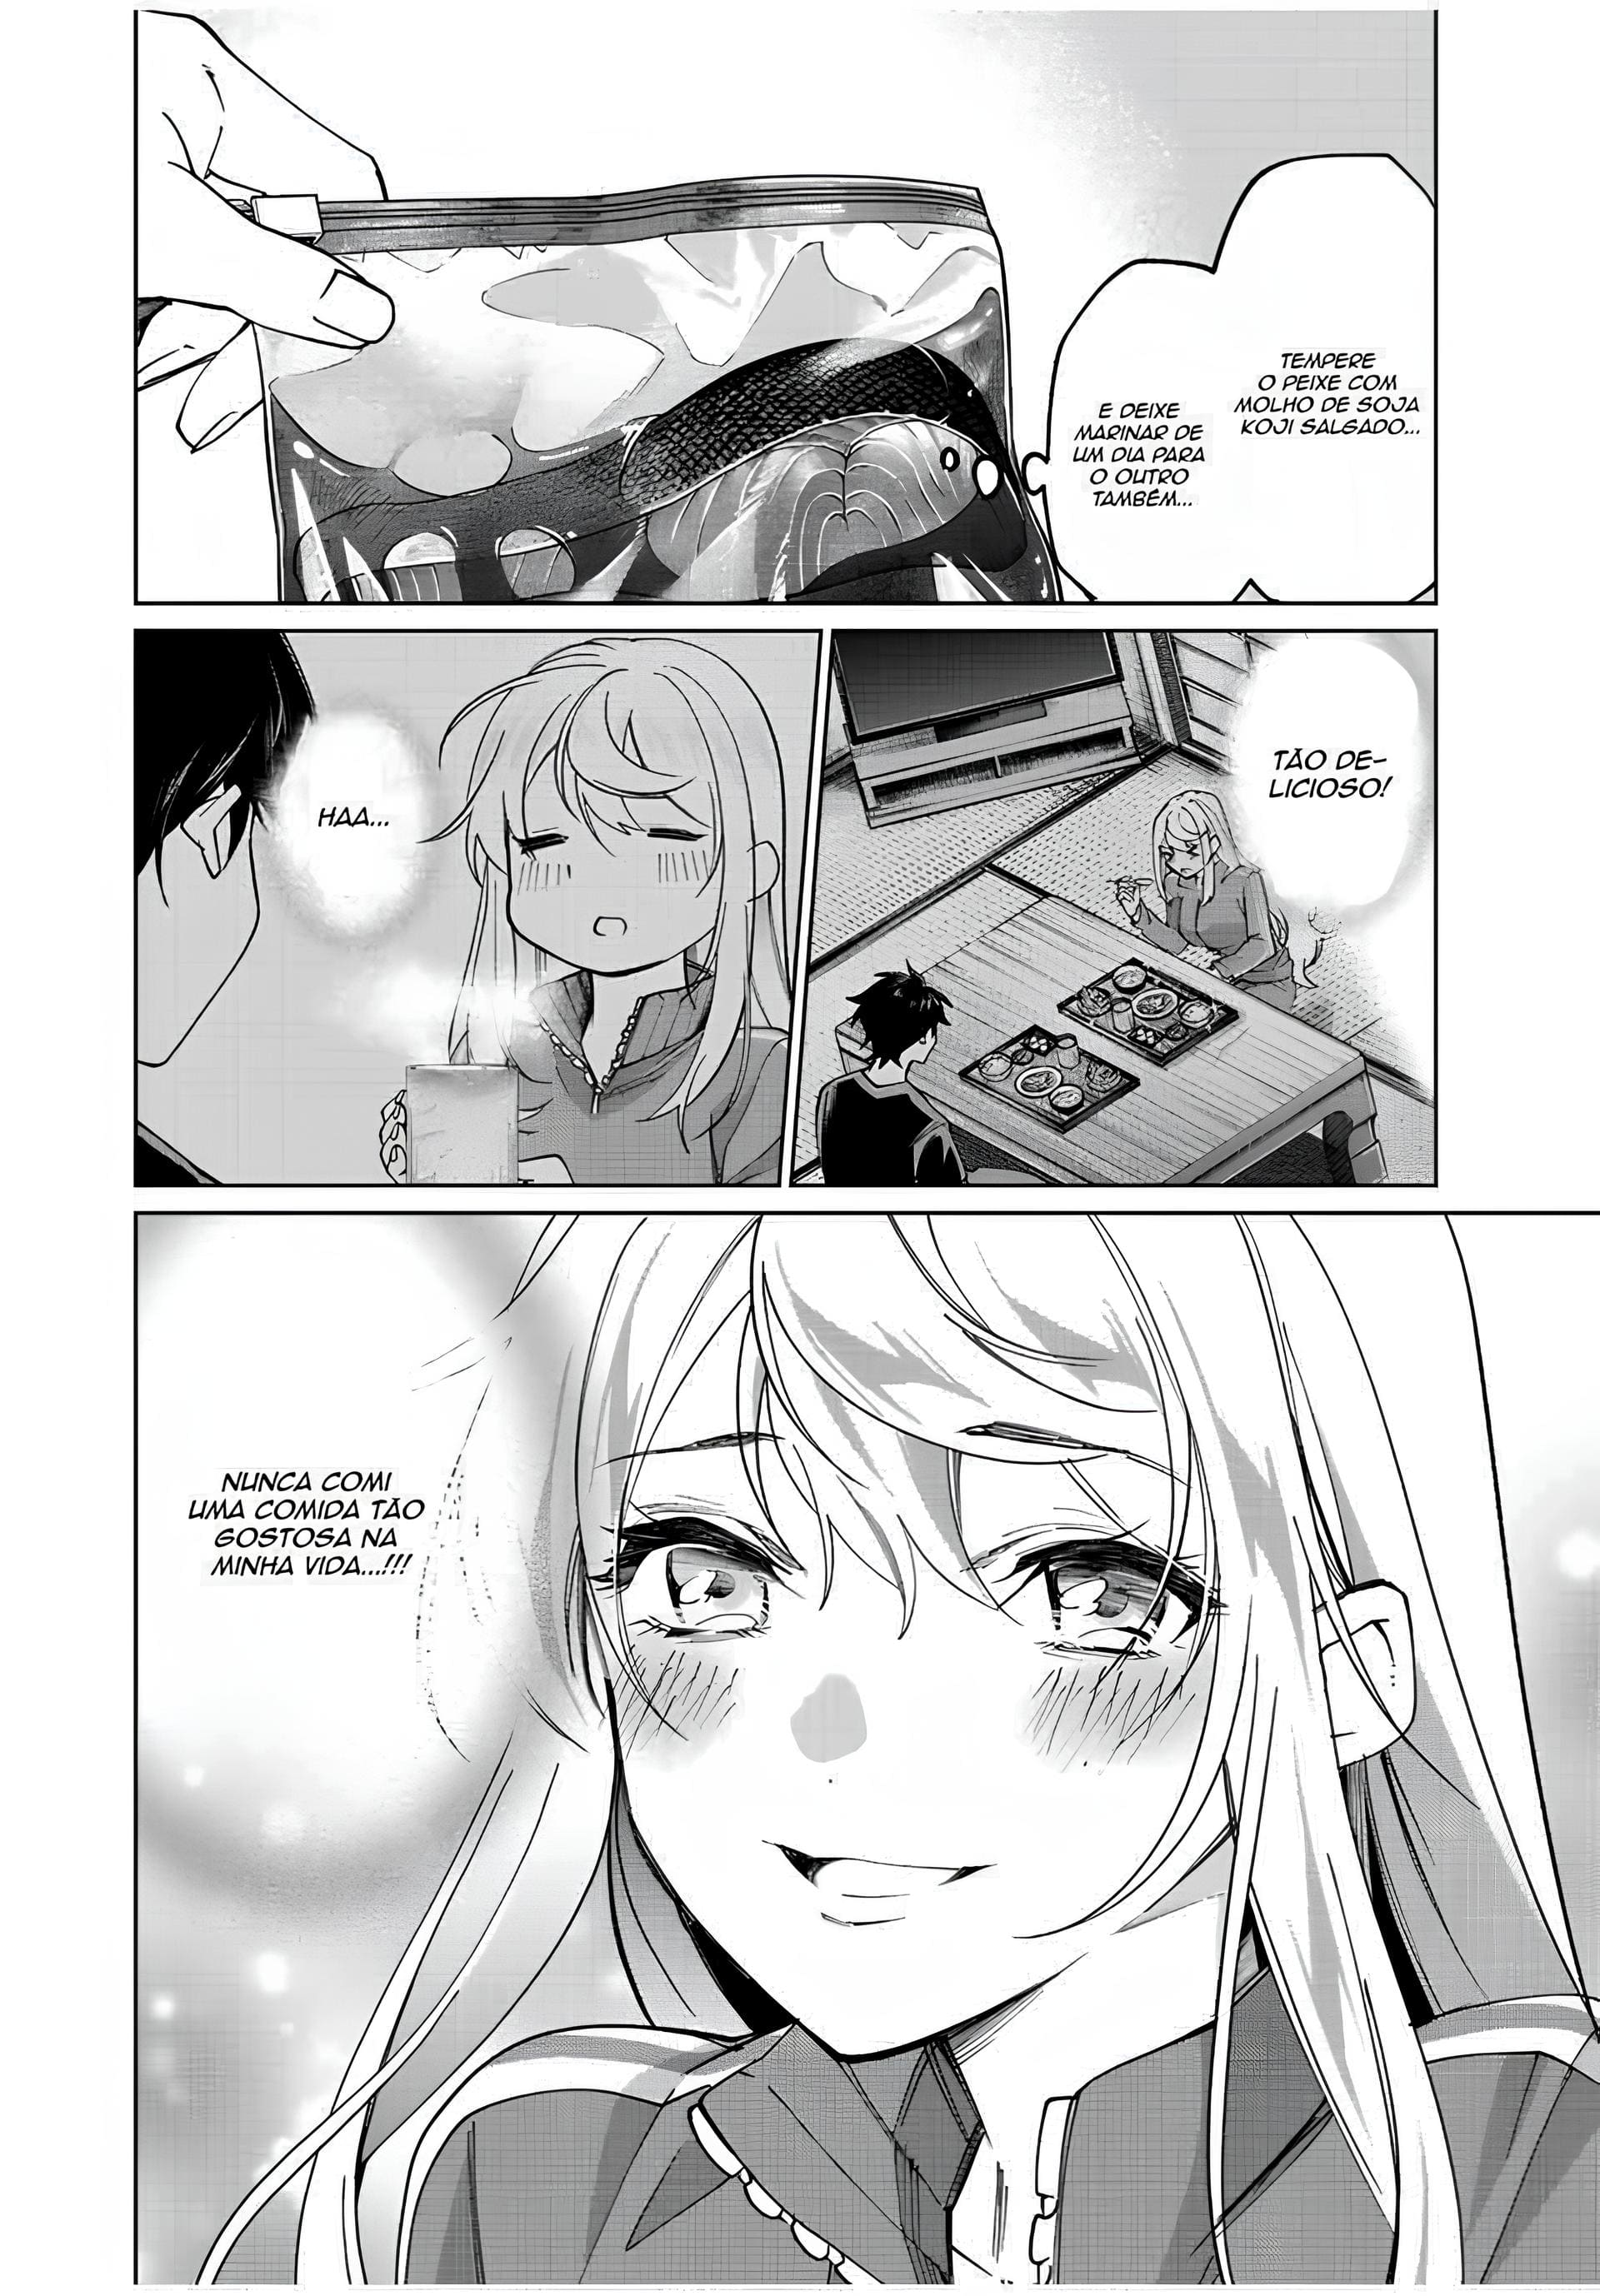 TEMPERE
O PEIXE COM
MOLHO DE SOJA
KOJI SALGADO...
E DEIXE
MARINAR DE
UM DIA PARA
O OUTRO
TAMBÉM...
TÃO DE-
LICIOSO!
HAA...
NUNCA COMI
UMA COMIDA TÃO
GOSTOSA NA
MINHA VIDA...!!!